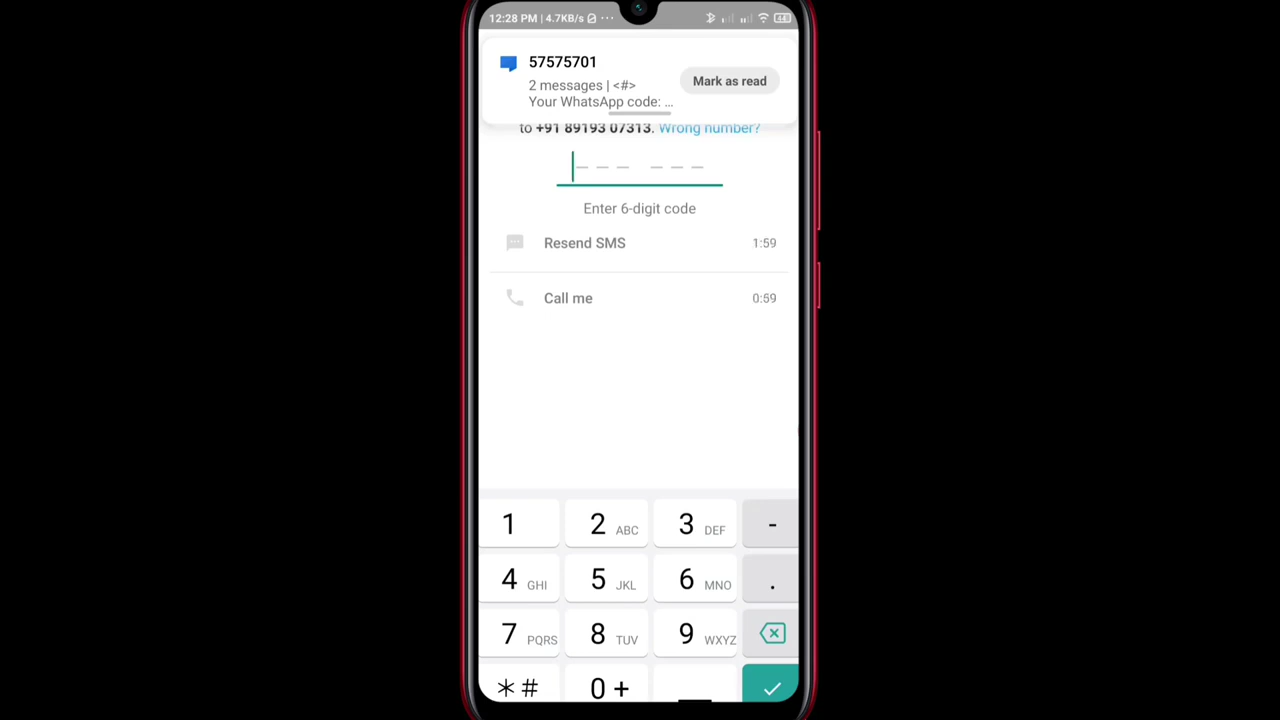 12:28 PM | 4.7KB/s ...
44
57575701
2 messages | <#>
Your WhatsApp code: ...
Mark as read
to +91 89193 07313. Wrong number?
Enter 6-digit code
Resend SMS 1:59
Call me 0:59
1 2 ABC 3 DEF -
4 GHI 5 JKL 6 MNO .
7 PQRS 8 TUV 9 WXYZ
*# 0 +